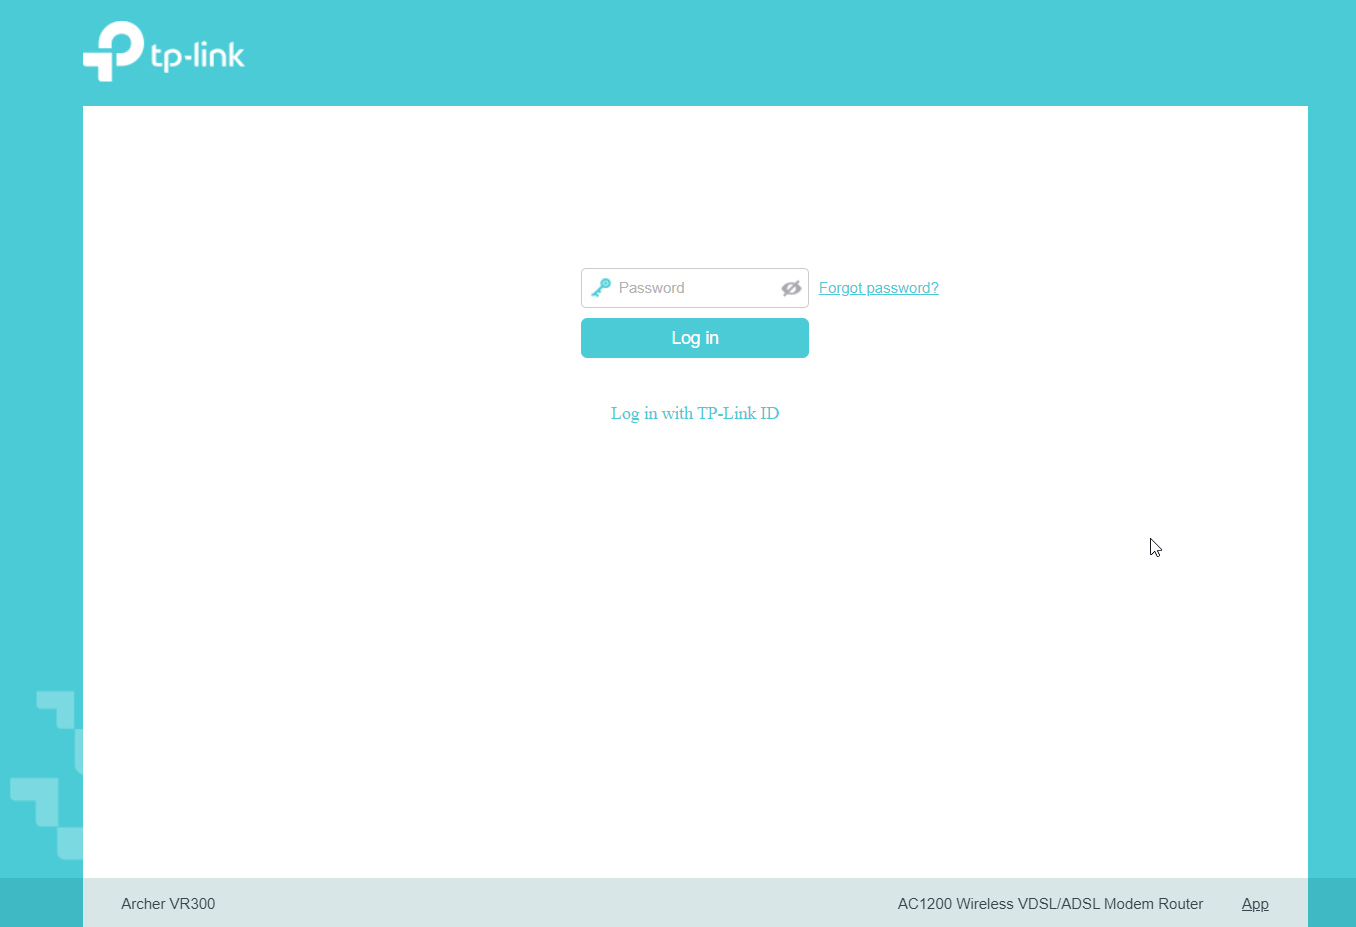 tp-link
Password
Forgot password?
Log in
Log in with TP-Link ID
Archer VR300
AC1200 Wireless VDSL/ADSL Modem Router
App